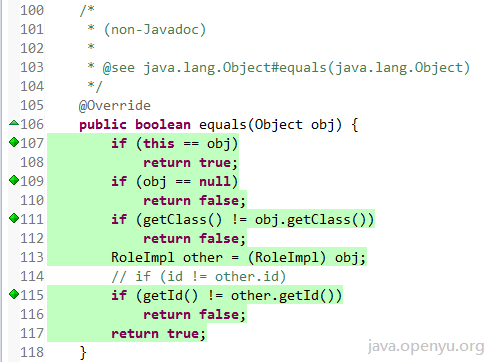 100 /*
101 * (non-Javadoc)
102 *
103 * @see java.lang.Object#equals(java.lang.Object)
104 */
105 @Override
106 public boolean equals(Object obj) {
107 if (this == obj)
108 return true;
109 if (obj == null)
110 return false;
111 if (getClass() != obj.getClass())
112 return false;
113 RoleImpl other = (RoleImpl) obj;
114 // if (id != other.id)
115 if (getId() != other.getId())
116 return false;
117 return true;
118 }
java.openyu.org